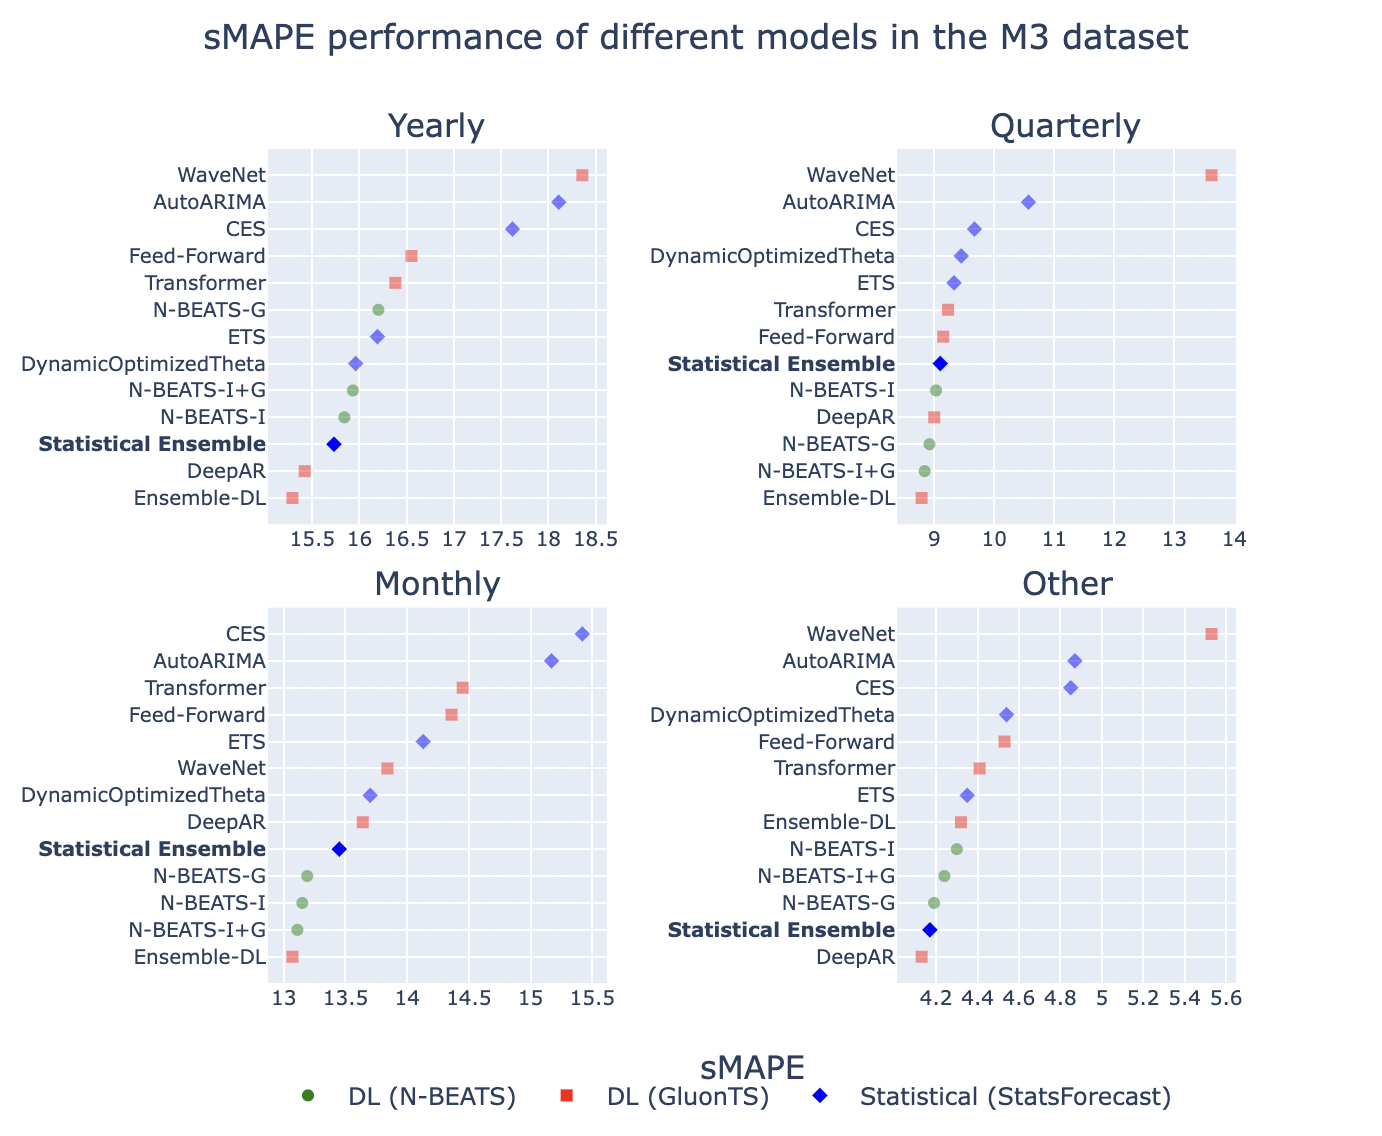 sMAPE performance of different models in the M3 dataset
Yearly
WaveNet
AutoARIMA
CES
Feed-Forward
Transformer
N-BEATS-G
ETS
DynamicOptimizedTheta
N-BEATS-I+G
N-BEATS-I
Statistical Ensemble
DeepAR
Ensemble-DL
15.5 16 16.5 17 17.5 18 18.5
Quarterly
WaveNet
AutoARIMA
CES
DynamicOptimizedTheta
ETS
Transformer
Feed-Forward
Statistical Ensemble
N-BEATS-I
DeepAR
N-BEATS-G
N-BEATS-I+G
Ensemble-DL
9 10 11 12 13 14
Monthly
CES
AutoARIMA
Transformer
Feed-Forward
ETS
WaveNet
DynamicOptimizedTheta
DeepAR
Statistical Ensemble
N-BEATS-G
N-BEATS-I
N-BEATS-I+G
Ensemble-DL
13 13.5 14 14.5 15 15.5
Other
WaveNet
AutoARIMA
CES
DynamicOptimizedTheta
Feed-Forward
Transformer
ETS
Ensemble-DL
N-BEATS-I
N-BEATS-I+G
N-BEATS-G
Statistical Ensemble
DeepAR
4.2 4.4 4.6 4.8 5 5.2 5.4 5.6
sMAPE
DL (N-BEATS) DL (GluonTS) Statistical (StatsForecast)